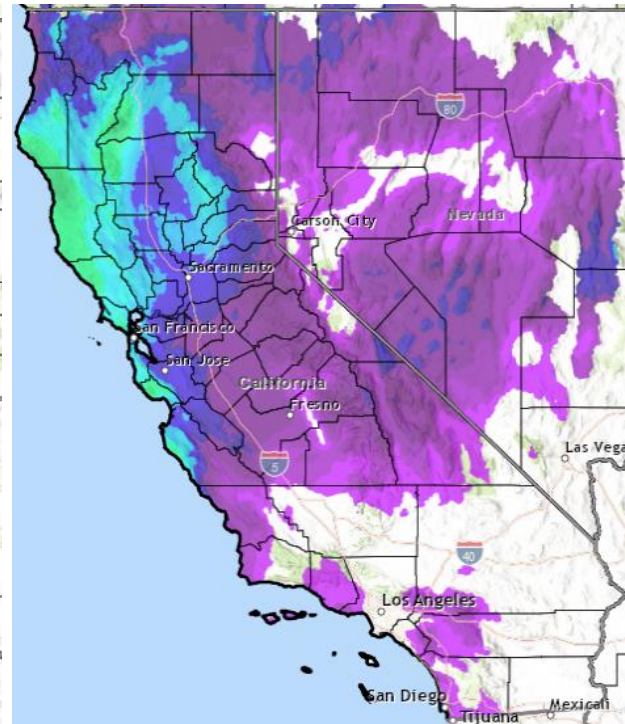 80
Carson City
Nevada
Sacramento
San Francisco
San Jose
California
Fresno
5
Las Vega
40
Los Angeles
San Diego
Mexicali
Tijuana